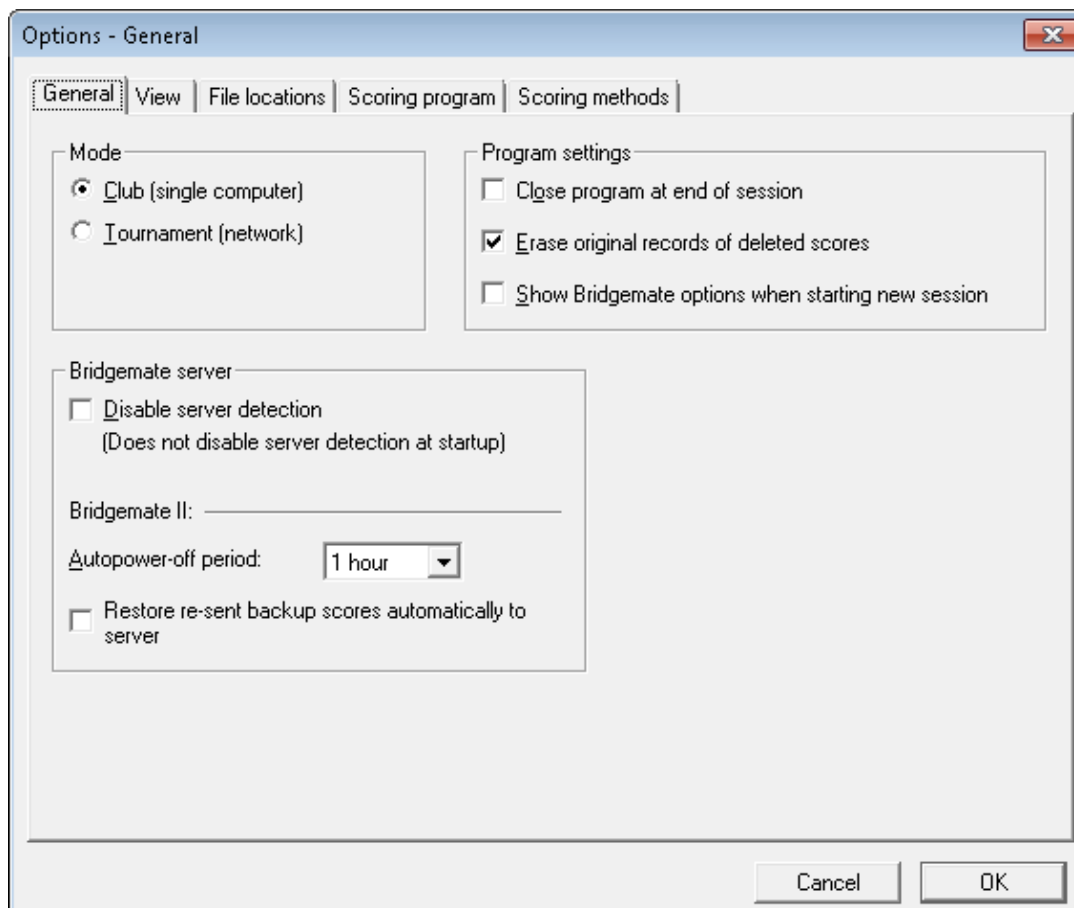 Options - General
General
View
File locations
Scoring program
Scoring methods
Mode
Club (single computer)
Tournament (network)
Program settings
Close program at end of session
Erase original records of deleted scores
Show Bridgemate options when starting new session
Bridgemate server
Disable server detection
(Does not disable server detection at startup)
Bridgemate II:
Autopower-off period:
1 hour
Restore re-sent backup scores automatically to
server
Cancel
OK